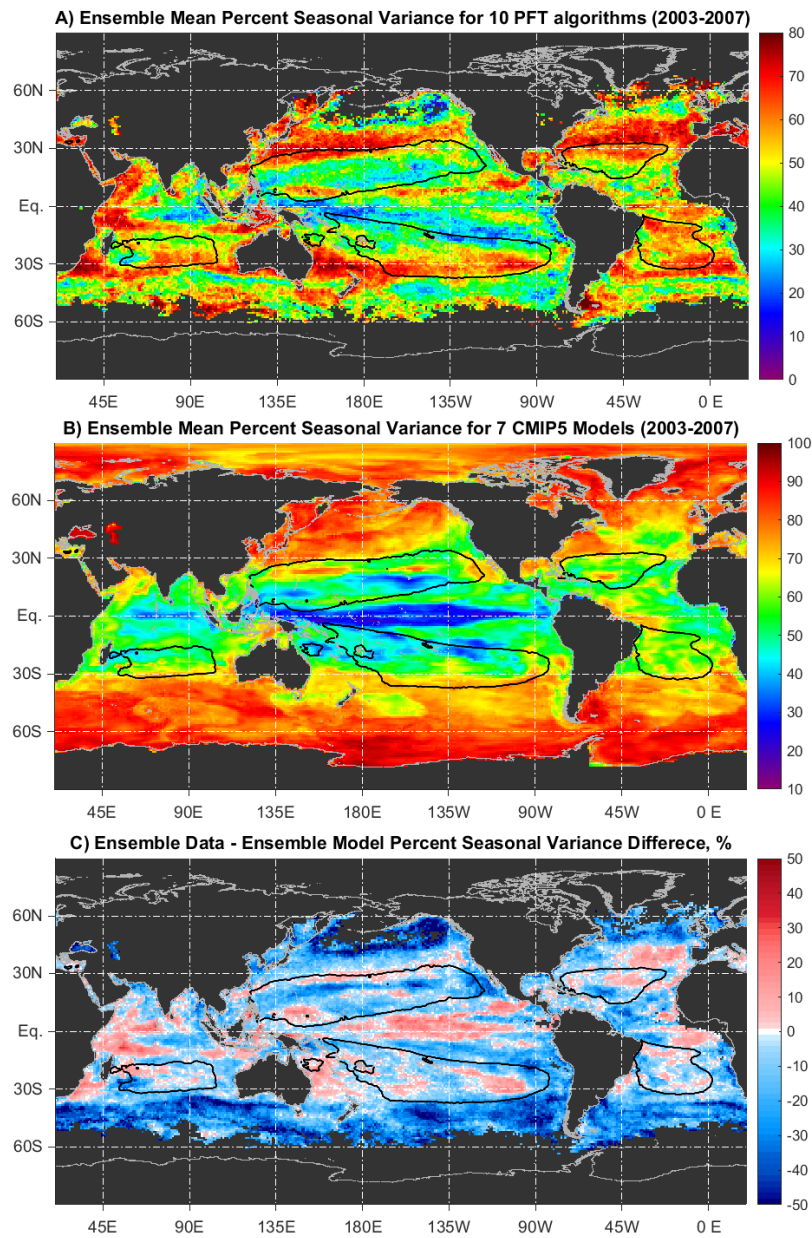 A) Ensemble Mean Percent Seasonal Variance for 10 PFT algorithms (2003-2007)
80
70
60
50
40
30
20
10
0
60N
30N
Eq.
30S
60S
45E 90E 135E 180E 135W 90W 45W 0 E
B) Ensemble Mean Percent Seasonal Variance for 7 CMIP5 Models (2003-2007)
100
90
80
70
60
50
40
30
20
10
60N
30N
Eq.
30S
60S
45E 90E 135E 180E 135W 90W 45W 0 E
C) Ensemble Data - Ensemble Model Percent Seasonal Variance Differece, %
50
40
30
20
10
0
-10
-20
-30
-40
-50
60N
30N
Eq.
30S
60S
45E 90E 135E 180E 135W 90W 45W 0 E